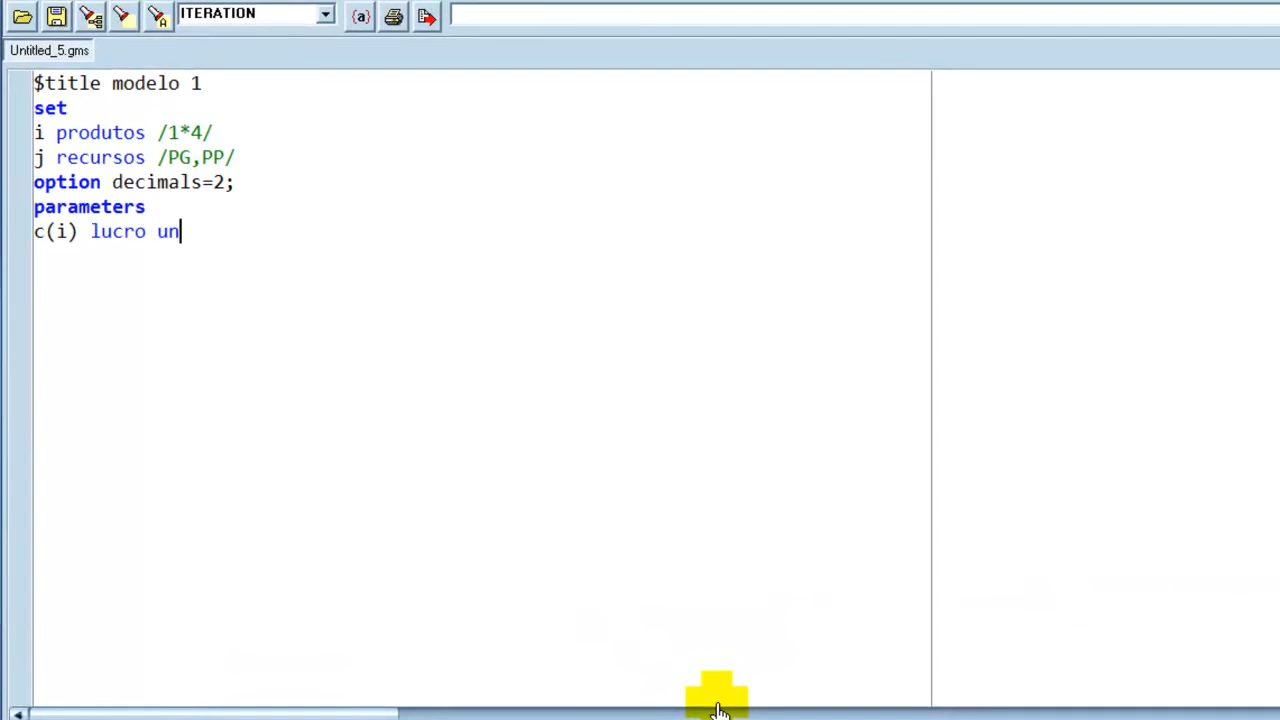 ITERATION
{a}
Untitled_5.gms
$title modelo 1
set
i produtos /1*4/
j recursos /PG,PP/
option decimals=2;
parameters
c(i) lucro un